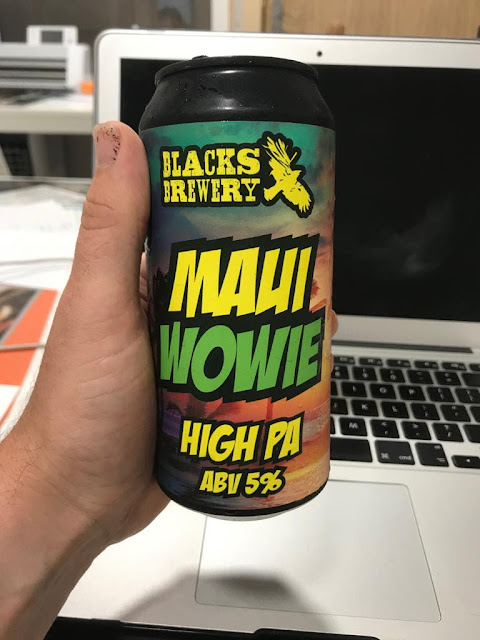 BLACKS
BREWERY
MAUI
WOWIE
HIGH PA
ABV 5%